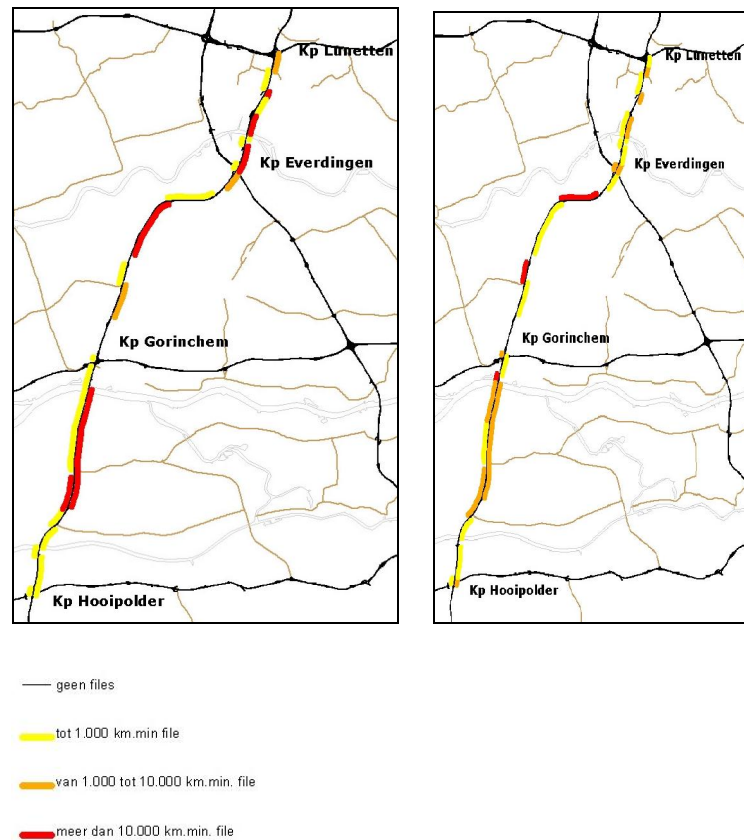 Kp Lunetten
Kp Everdingen
Kp Gorinchem
Kp Hooipolder
Kp Lunetten
Kp Everdingen
Kp Gorinchem
Kp Hooipolder
geen files
tot 1.000 km.min file
van 1.000 tot 10.000 km.min. file
meer dan 10.000 km.min. file